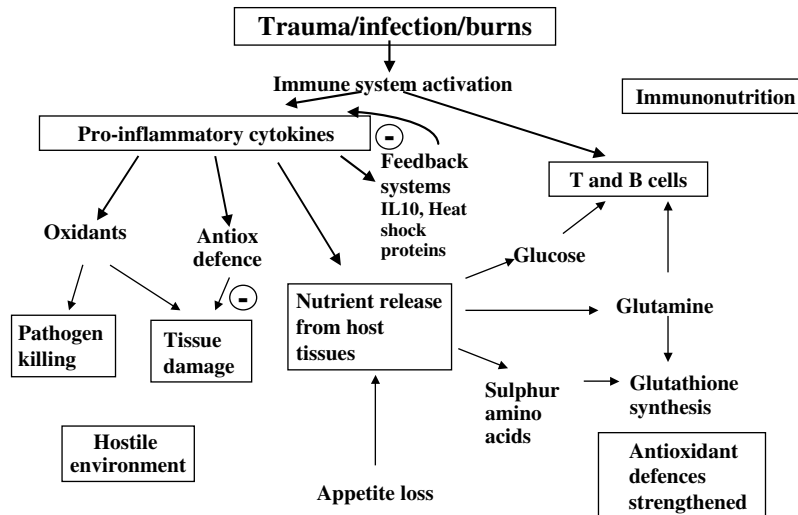 Trauma/infection/burns
Immune system activation
Immunonutrition
Pro-inflammatory cytokines
-
Feedback
systems
IL10, Heat
shock
proteins
T and B cells
Oxidants
Antiox
defence
-
Glucose
Pathogen
killing
Tissue
damage
Nutrient release
from host
tissues
Glutamine
Sulphur
amino
acids
Glutathione
synthesis
Hostile
environment
Appetite loss
Antioxidant
defences
strengthened